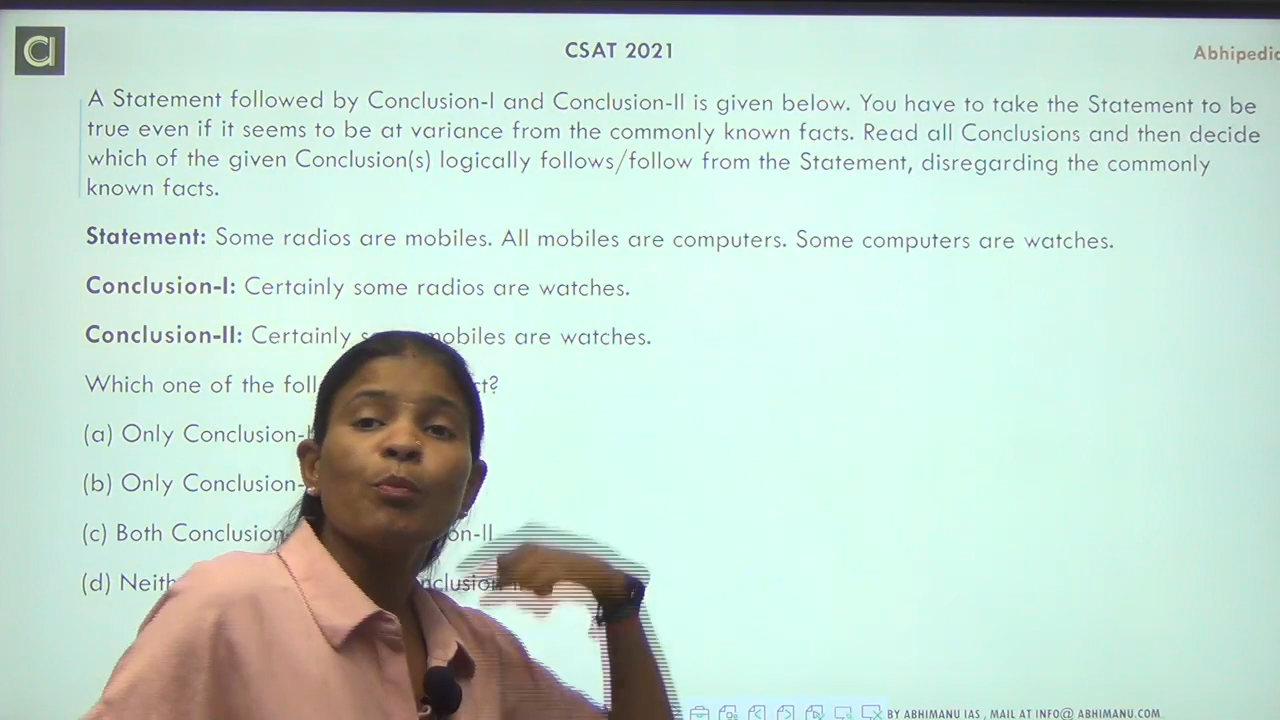 CSAT 2021
Abhipedic
A Statement followed by Conclusion-I and Conclusion-II is given below. You have to take the Statement to be
true even if it seems to be at variance from the commonly known facts. Read all Conclusions and then decide
which of the given Conclusion(s) logically follows/follow from the Statement, disregarding the commonly
known facts.
Statement: Some radios are mobiles. All mobiles are computers. Some computers are watches.
Conclusion-I: Certainly some radios are watches.
Conclusion-II: Certainly mobiles are watches.
Which one of the
(a) Only Conclusion-
(b) Only Conclusion-
(c) Both Conclusion on-II
(d)
BY ABHIMANU IAS , MAIL AT INFO@ ABHIMANU.COM